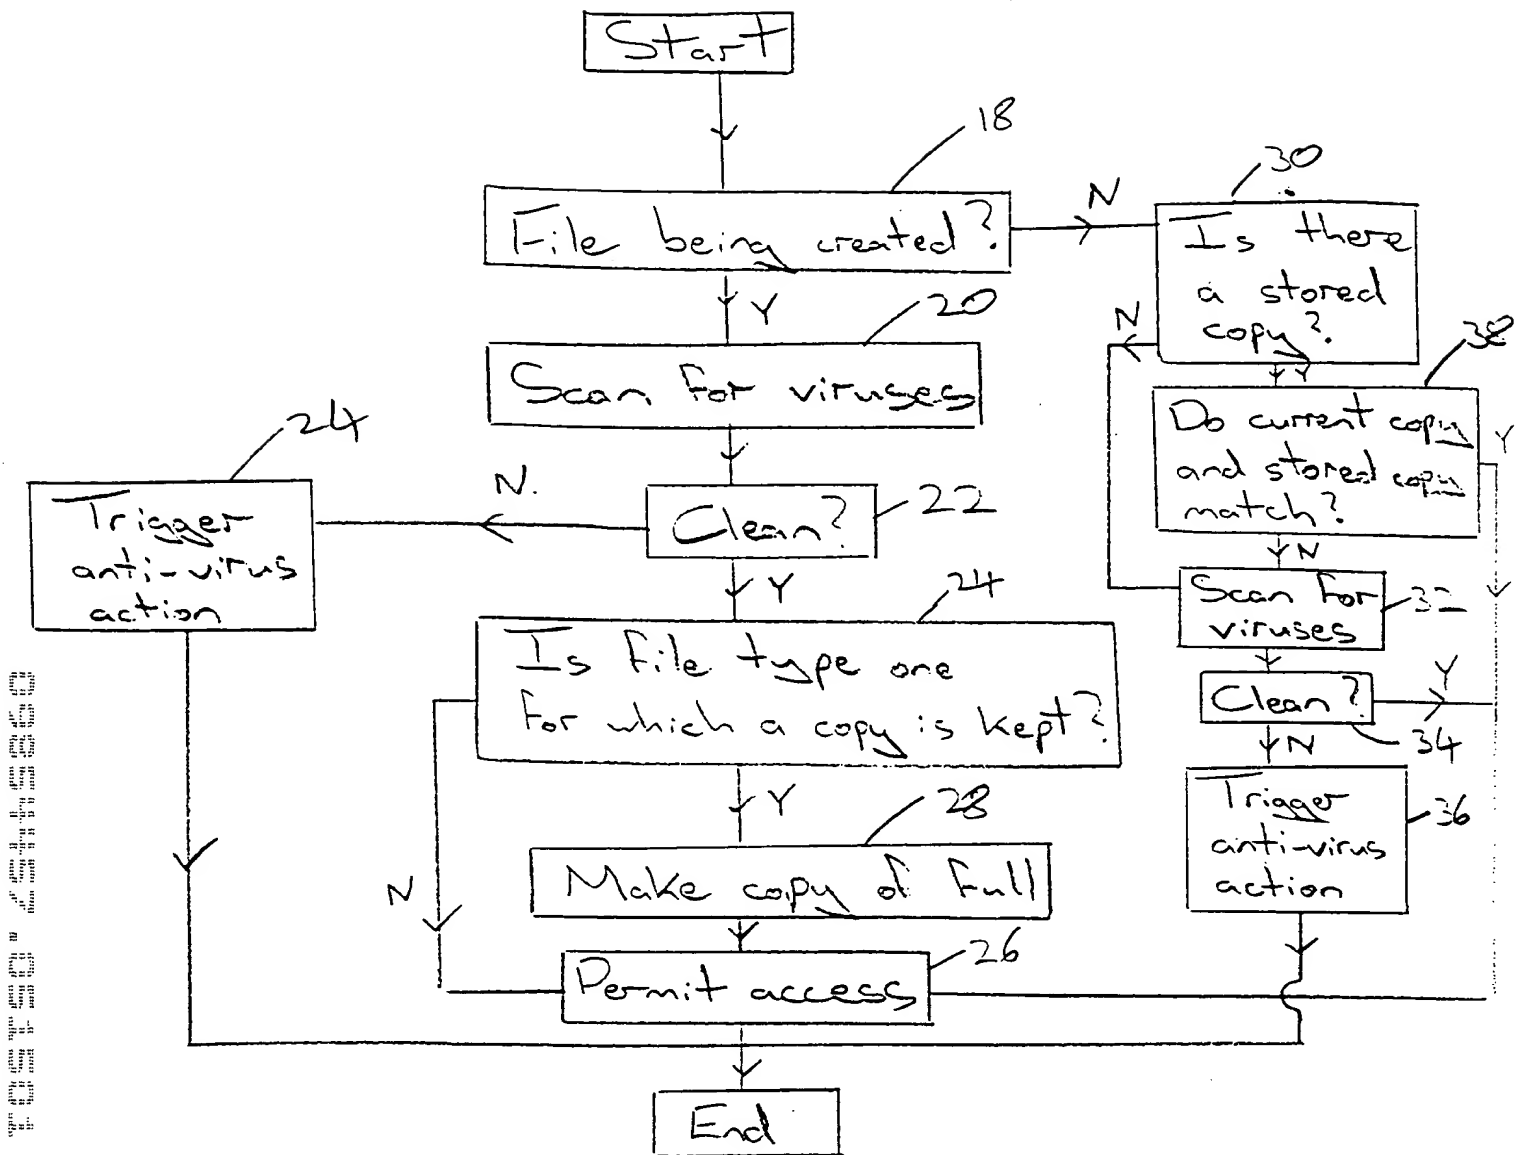 Start
18
File being created?
N
30
Is there
a stored
copy?
Y
20
N
Y
38
Scan for viruses
Do current copy
and stored copy
match?
Y
24
Trigger
anti-virus
action
N.
Clean?
22
N
Scan for
viruses
32
Y
24
Is file type one
for which a copy is kept?
Clean?
Y
34
N
Y
28
Trigger
anti-virus
action
36
N
Make copy of full
Permit access
26
End